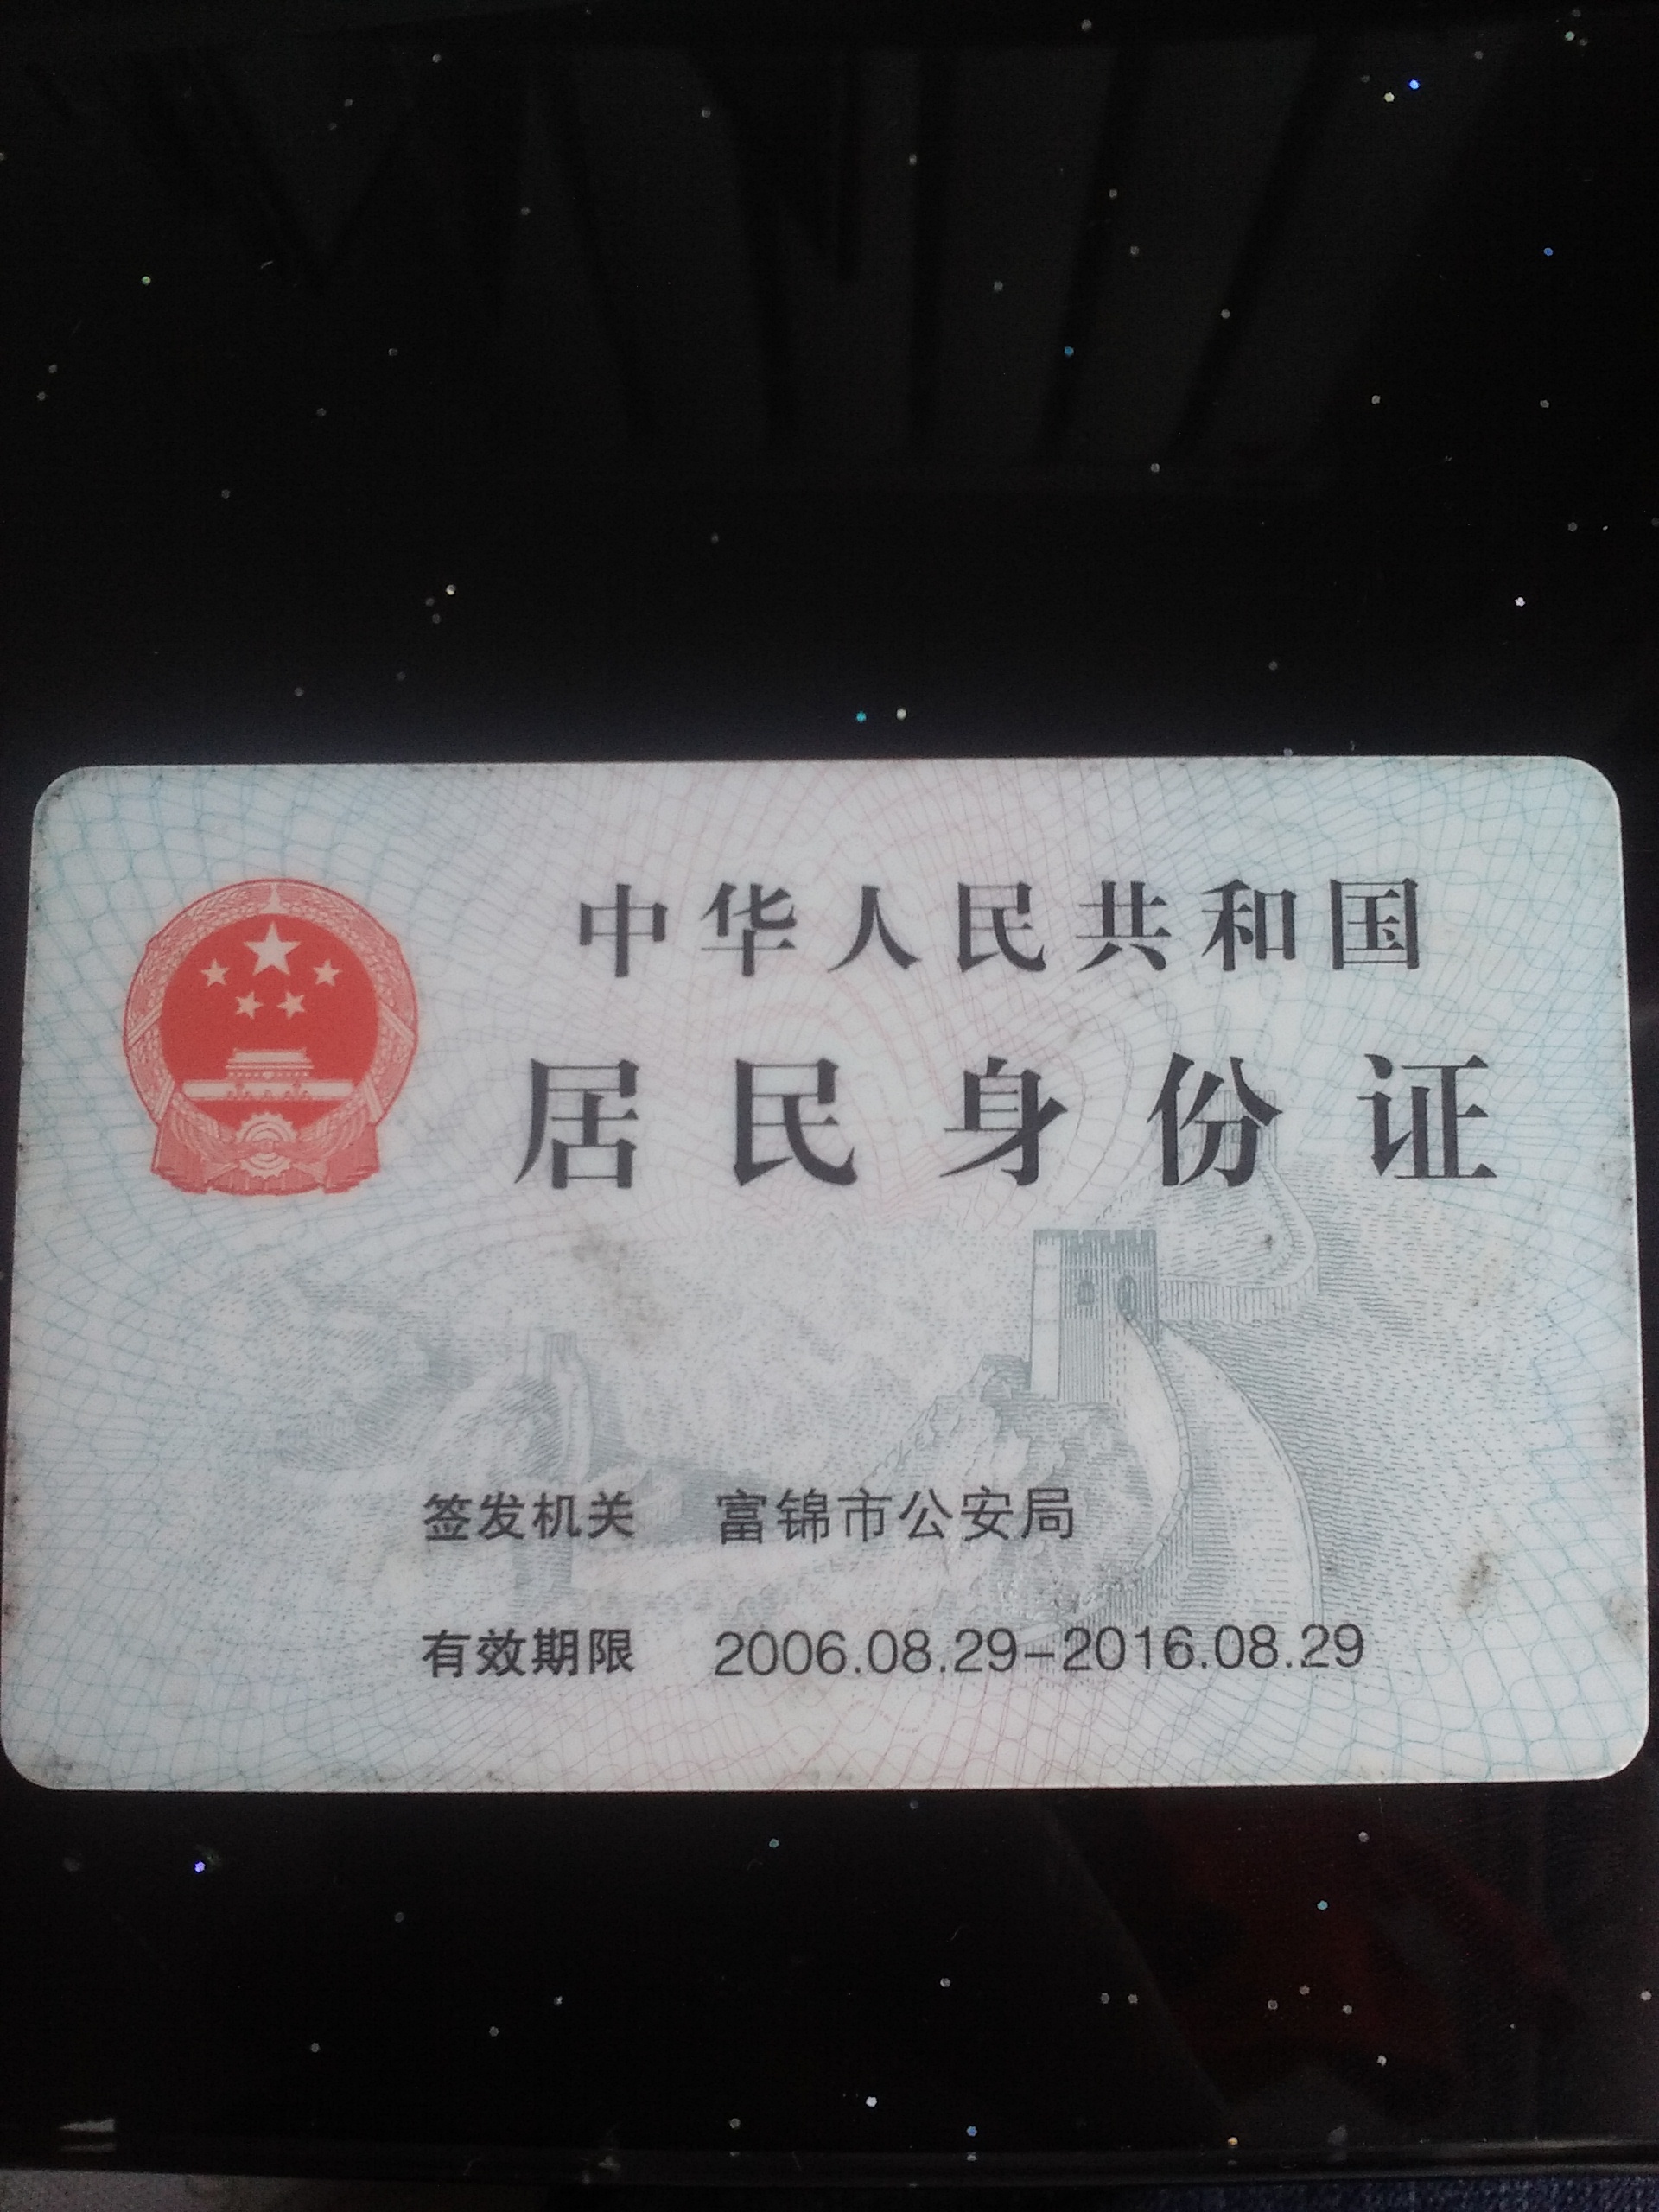 中华人民共和国
居民身份证
签发机关 富锦市公安局
有效期限 2006.08.29-2016.08.29